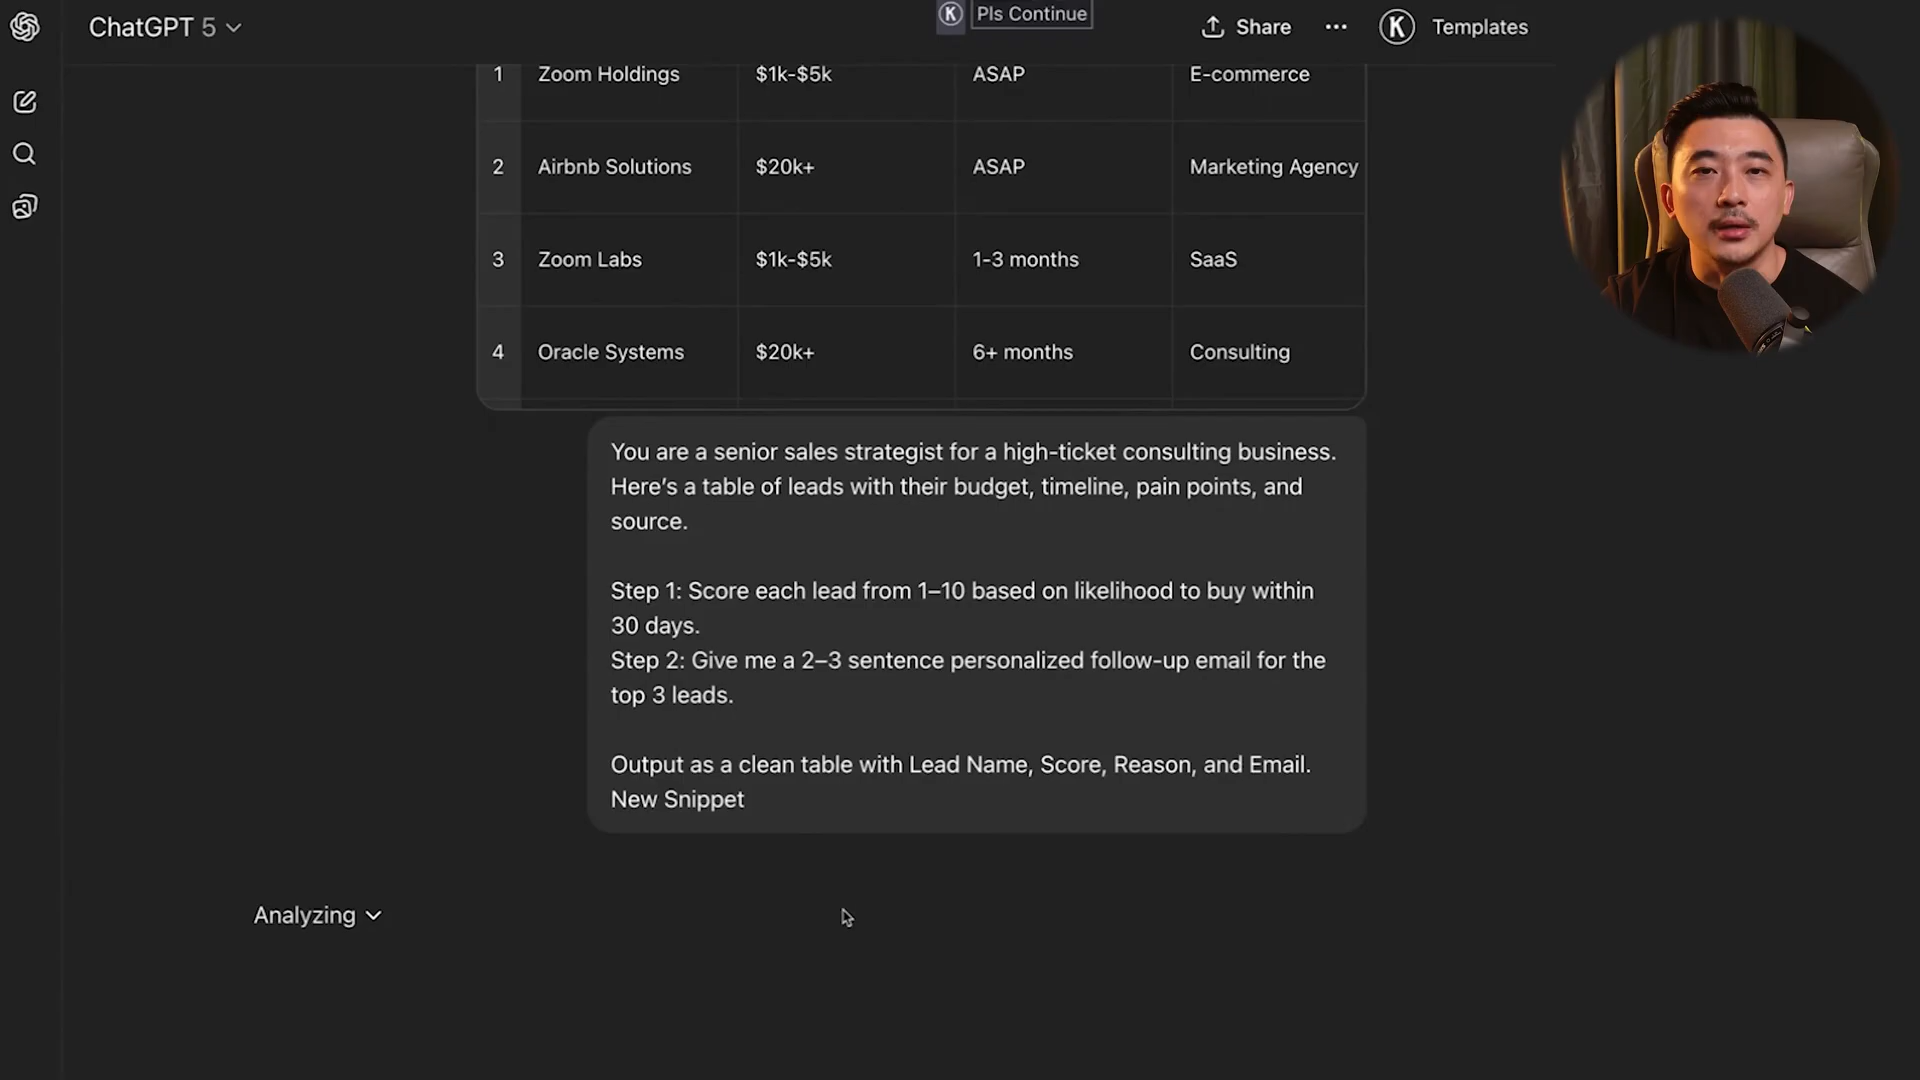 ChatGPT 5
K Pls Continue
Share
K Templates
1 Zoom Holdings $1k-$5k ASAP E-commerce
2 Airbnb Solutions $20k+ ASAP Marketing Agency
3 Zoom Labs $1k-$5k 1-3 months SaaS
4 Oracle Systems $20k+ 6+ months Consulting
You are a senior sales strategist for a high-ticket consulting business.
Here’s a table of leads with their budget, timeline, pain points, and
source.
Step 1: Score each lead from 1–10 based on likelihood to buy within
30 days.
Step 2: Give me a 2–3 sentence personalized follow-up email for the
top 3 leads.
Output as a clean table with Lead Name, Score, Reason, and Email.
New Snippet
Analyzing